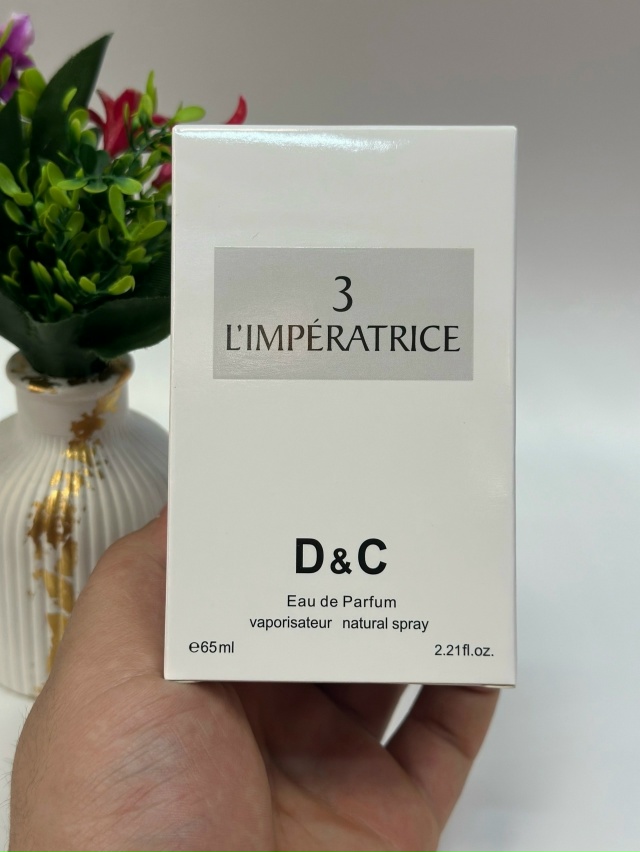 3
L'IMPÉRATRICE
D&C
Eau de Parfum
vaporisateur natural spray
℮65ml
2.21fl.oz.